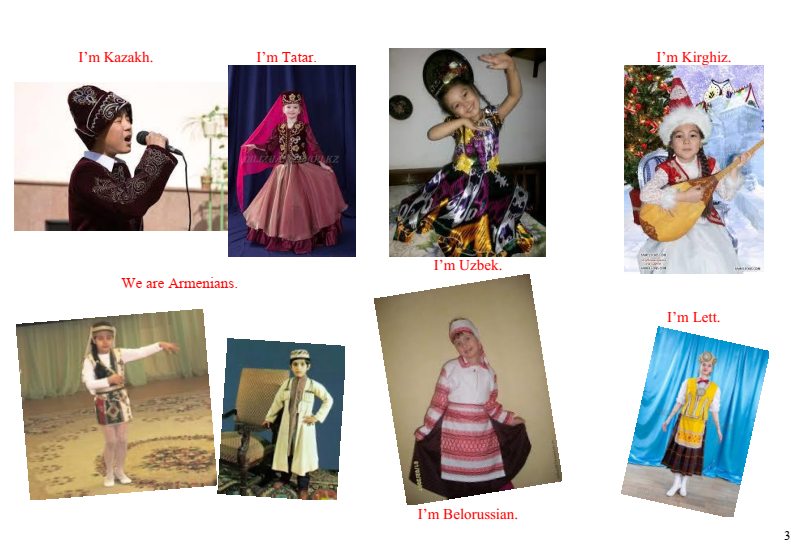 I'm Kazakh.
I'm Tatar.
I'm Kirghiz.
I'm Uzbek.
We are Armenians.
I'm Lett.
I'm Belorussian.
3